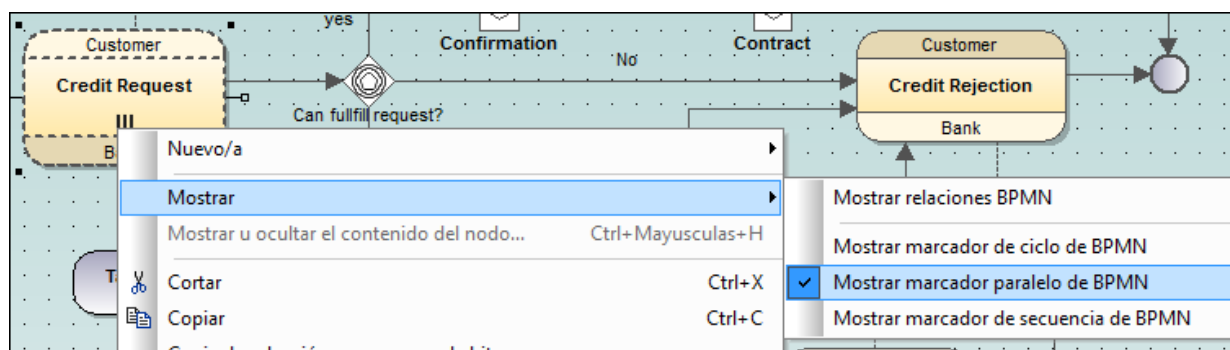 yes
Customer
Confirmation
Contract
Customer
No
Credit Request
Credit Rejection
Can fullfill request?
Bank
Nuevo/a
Mostrar
Mostrar relaciones BPMN
Mostrar u ocultar el contenido del nodo... Ctrl+Mayusculas+H
Mostrar marcador de ciclo de BPMN
Cortar Ctrl+X
Mostrar marcador paralelo de BPMN
Copiar Ctrl+C
Mostrar marcador de secuencia de BPMN